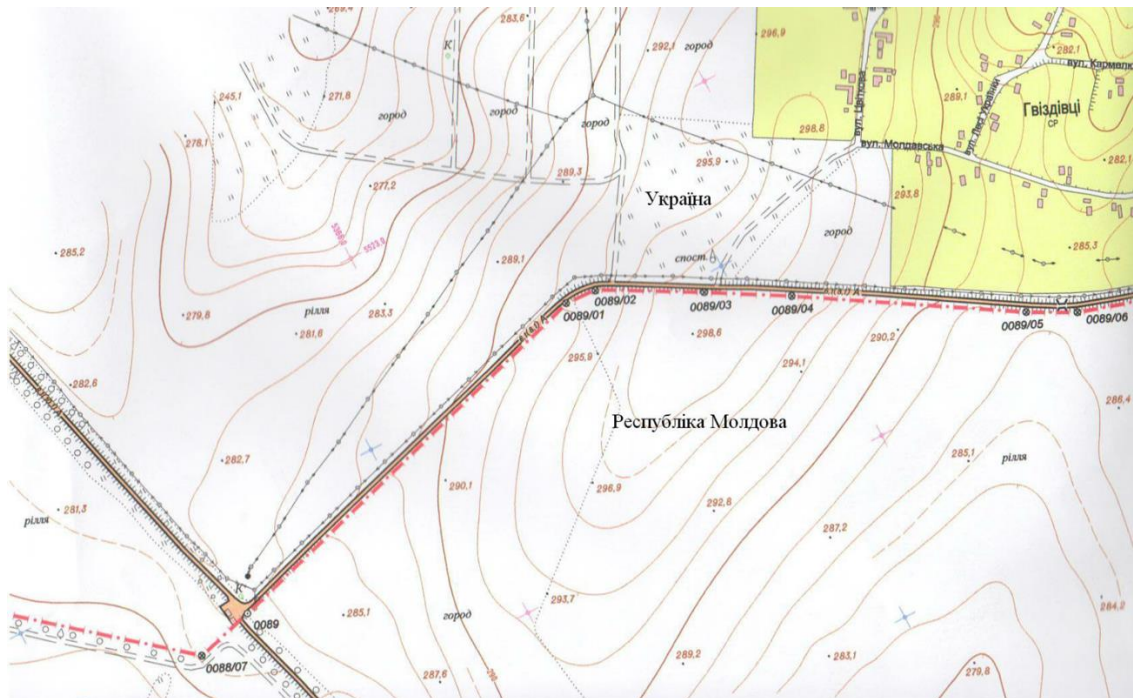 283,6
292,1
город
296,9
282,1
вул. Кармелю
К
245,1
271,8
город
город
город
вул. Цвіткова
289,1
вул. Лесі Українки
Гвіздівці
СР
278,1
298,8
вул. Молдавська
295,9
282,1
277,2
289,3
293,8
Україна
город
285,2
289,1
спост.
285,3
279,8
рілля
283,3
281,6
0089/01
0089/02
0089/03
0089/04
0089/05
0089/06
298,6
290,2
295,9
294,1
282,6
286,4
Республіка Молдова
282,7
285,1
рілля
290,1
296,9
292,8
281,3
рілля
287,2
К
0089
285,1
293,7
284,2
город
0088/07
287,6
289,2
283,1
279,8